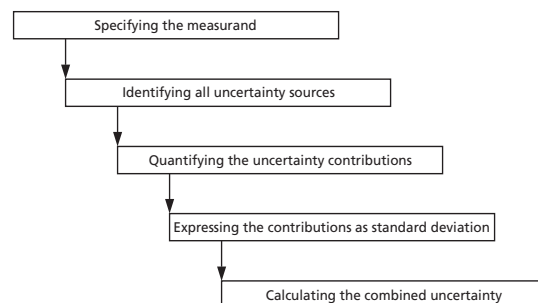 Specifying the measurand
Identifying all uncertainty sources
Quantifying the uncertainty contributions
Expressing the contributions as standard deviation
Calculating the combined uncertainty